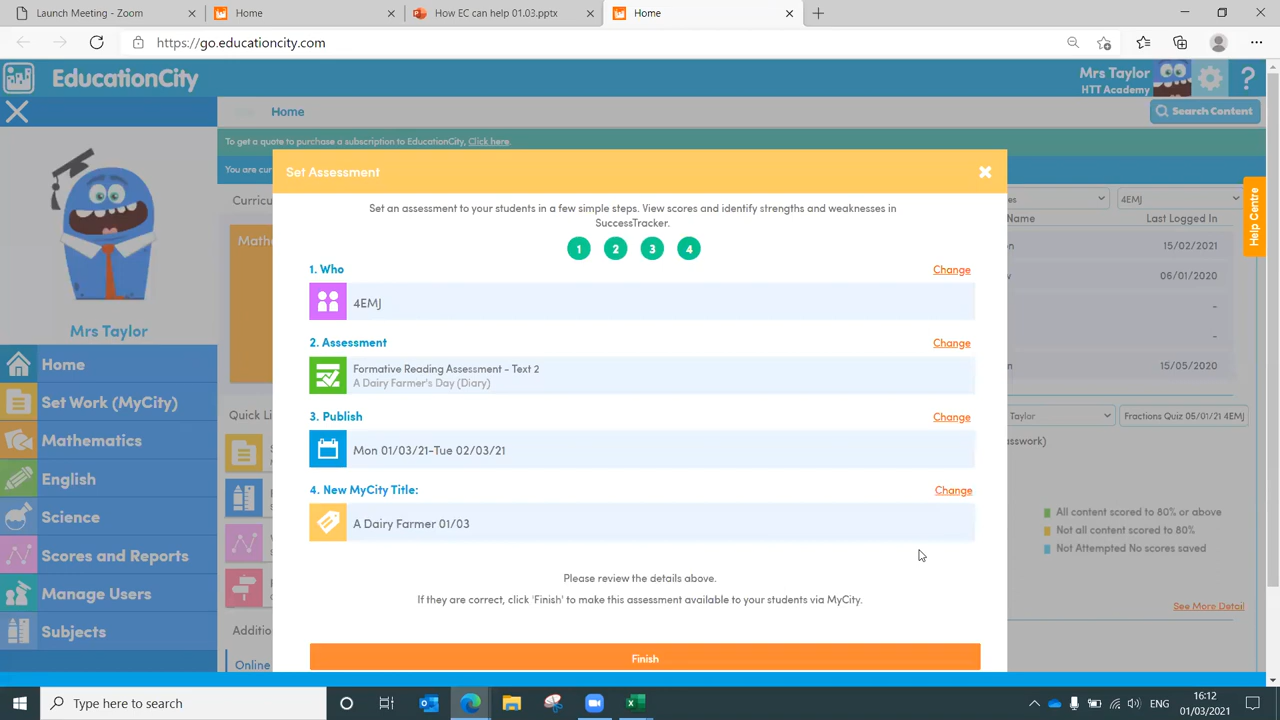 Launch Meeting - Zoom
Home
How EC can help 01.03.pptx
Home
https://go.educationcity.com
EducationCity
Mrs Taylor
HTT Academy
?
Home
Search Content
To get a quote to purchase a subscription to EducationCity, Click here.
You are cur
Set Assessment
Set an assessment to your students in a few simple steps. View scores and identify strengths and weaknesses in
SuccessTracker.
1 2 3 4
1. Who
Change
4EMJ
2. Assessment
Change
Formative Reading Assessment - Text 2
A Dairy Farmer's Day (Diary)
3. Publish
Change
Mon 01/03/21-Tue 02/03/21
4. New MyCity Title:
Change
A Dairy Farmer 01/03
Please review the details above.
If they are correct, click 'Finish' to make this assessment available to your students via MyCity.
Finish
Mrs Taylor
Home
Set Work (MyCity)
Mathematics
English
Science
Scores and Reports
Manage Users
Subjects
Curricu
Math
Quick Li
Additio
Online
es
4EMJ
Name
Last Logged In
on
15/02/2021
w
06/01/2020
-
-
n
15/05/2020
Taylor
Fractions Quiz 05/01/21 4EMJ
asswork)
All content scored to 80% or above
Not all content scored to 80%
Not Attempted No scores saved
See More Detail
Help Centre
Type here to search
ENG
16:12
01/03/2021